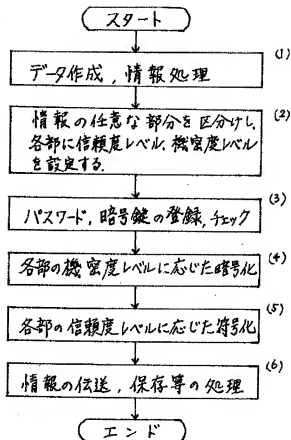 スタート
(1)
データ作成,情報処理
(2)
情報の任意な部分を区分けし,
各部に信頼度レベル,機密度レベル
を設定する.
(3)
パスワード,暗号鍵の登録,チェック
(4)
各部の機密度レベルに応じた暗号化
(5)
各部の信頼度レベルに応じた符号化
(6)
情報の伝送,保存等の処理
エンド